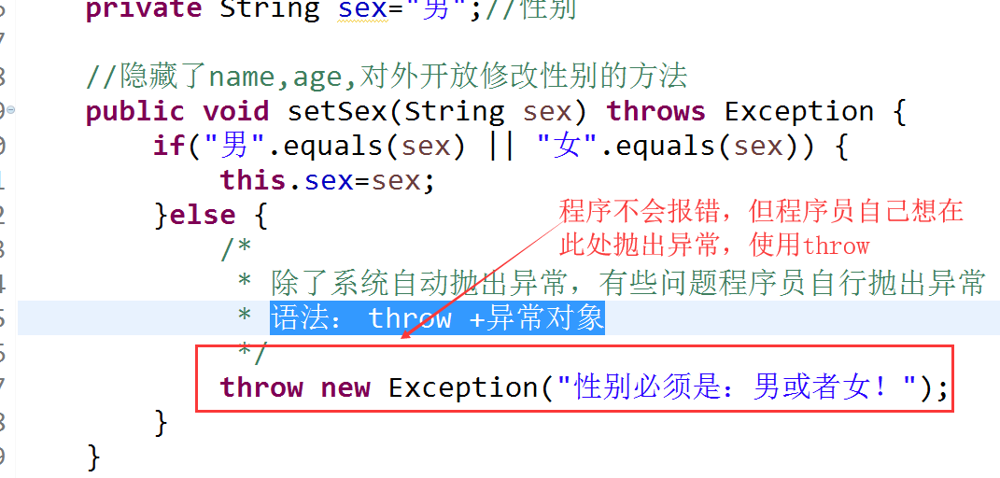 private String sex="男";//性别
//隐藏了name,age,对外开放修改性别的方法
public void setSex(String sex) throws Exception {
if("男".equals(sex) || "女".equals(sex)) {
this.sex=sex;
}else {
程序不会报错，但程序员自己想在
此处抛出异常，使用throw
/*
* 除了系统自动抛出异常，有些问题程序员自行抛出异常
* 语法： throw +异常对象
*/
throw new Exception("性别必须是：男或者女！");
}
}